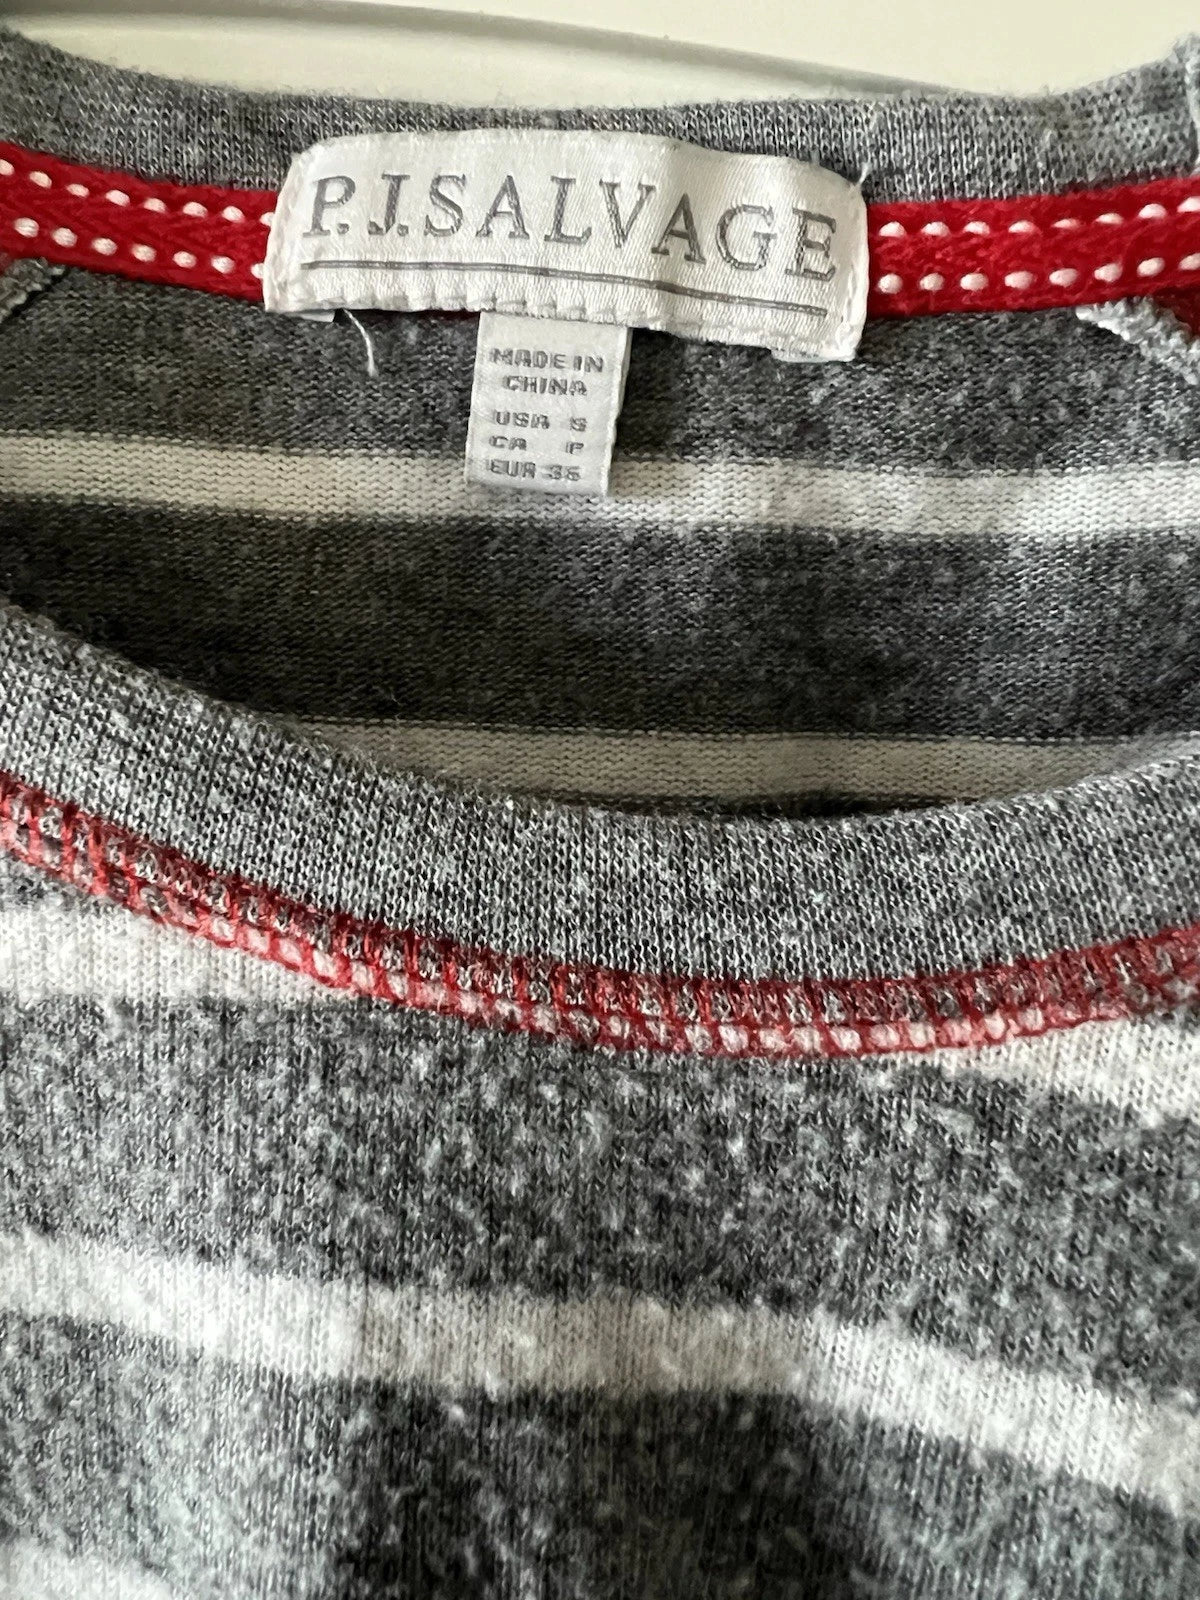 P.J.SALVAGE
MADE IN
CHINA
USA S
CA P
EUR 36